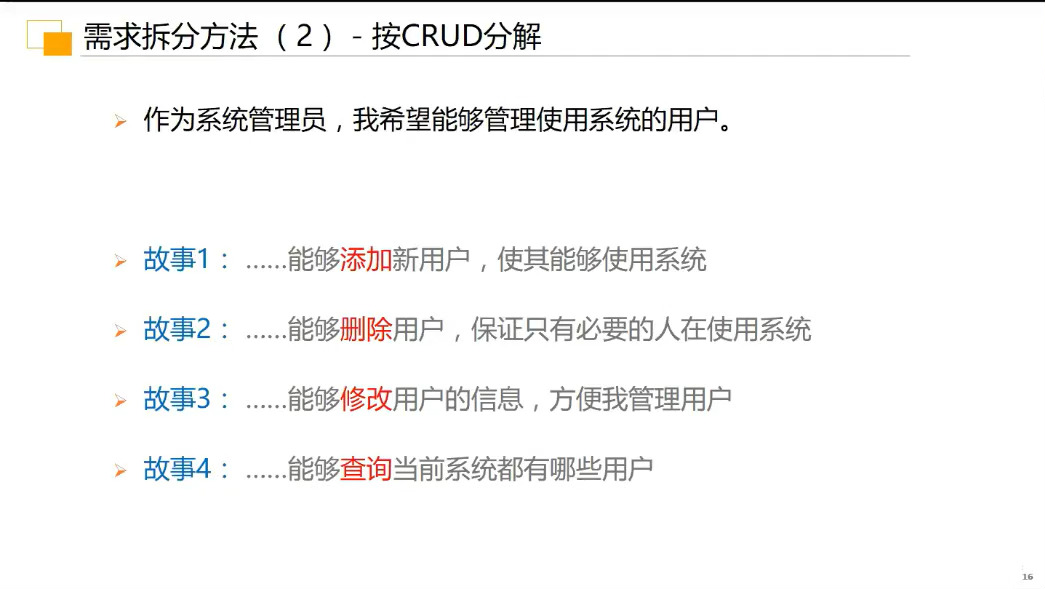 需求拆分方法（2）- 按CRUD分解
作为系统管理员，我希望能够管理使用系统的用户。
故事1：……能够添加新用户，使其能够使用系统
故事2：……能够删除用户，保证只有必要的人在使用系统
故事3：……能够修改用户的信息，方便我管理用户
故事4：……能够查询当前系统都有哪些用户
16